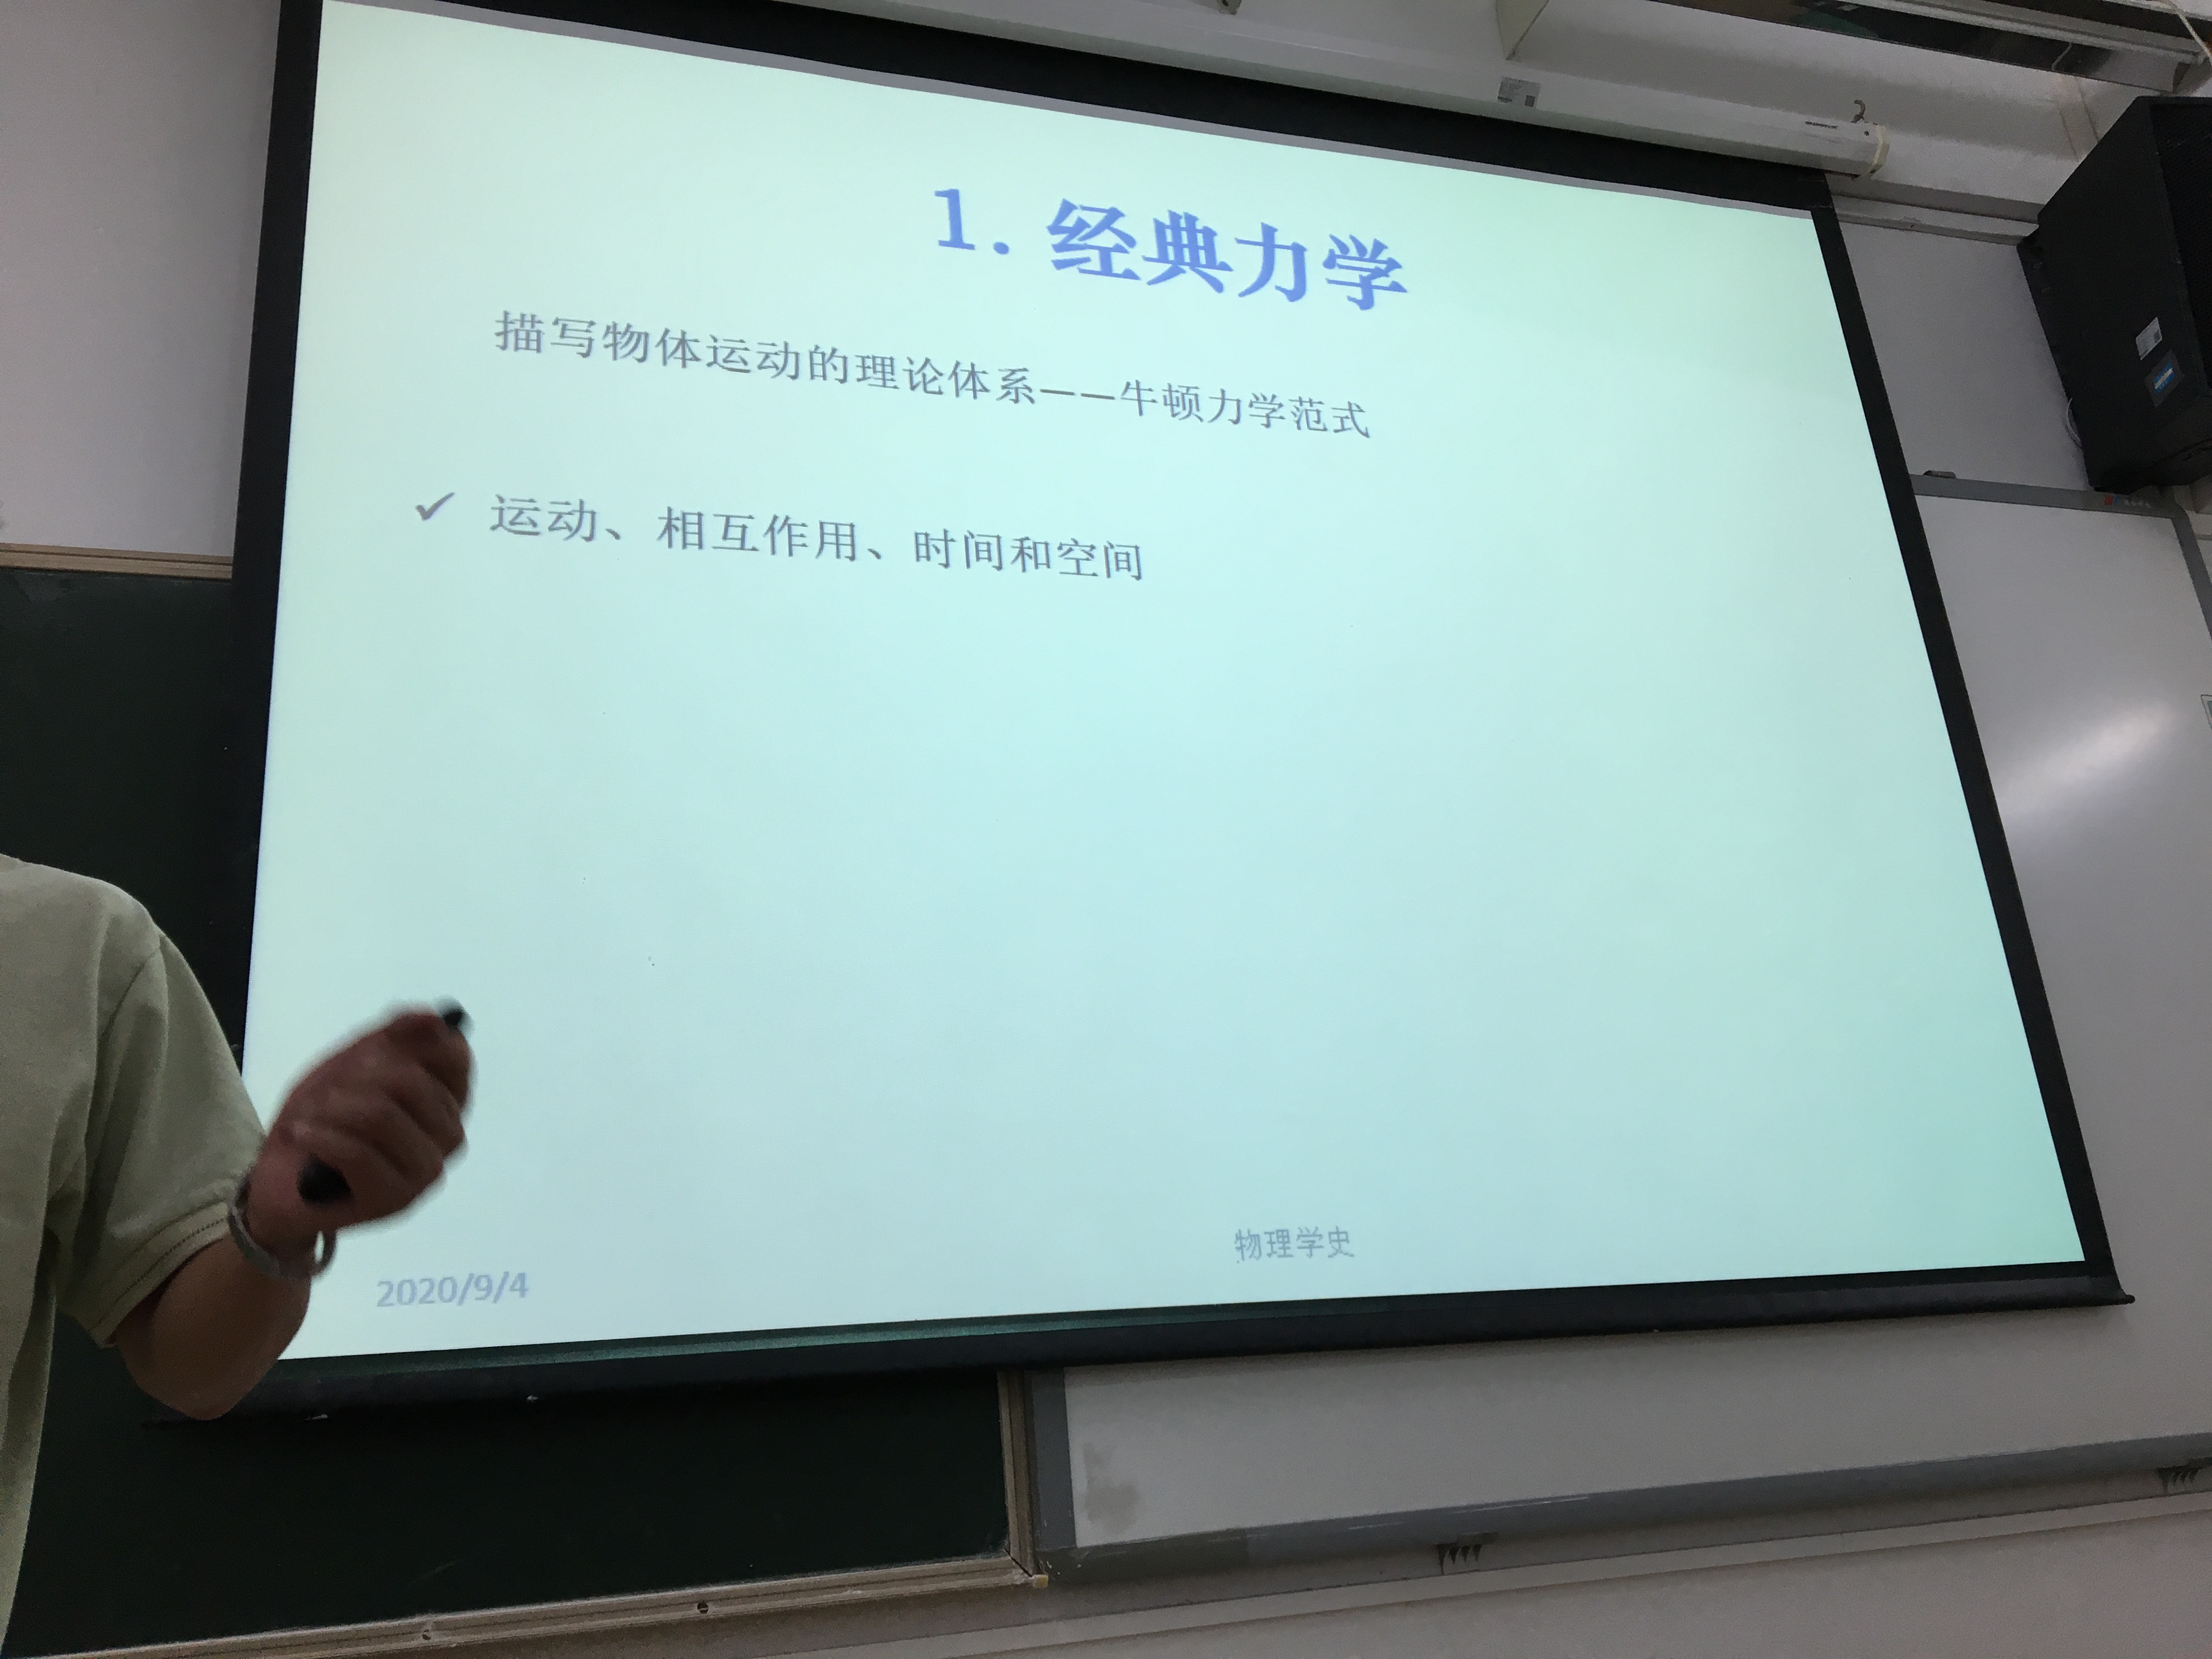 1. 经典力学
描写物体运动的理论体系——牛顿力学范式
✓ 运动、相互作用、时间和空间
2020/9/4
物理学史